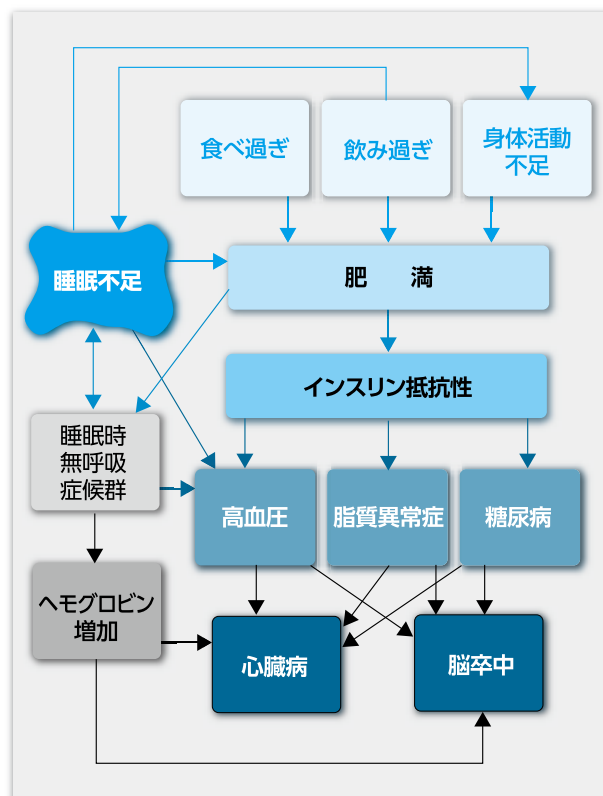 食べ過ぎ
飲み過ぎ
身体活動
不足
睡眠不足
肥　満
インスリン抵抗性
睡眠時
無呼吸
症候群
高血圧
脂質異常症
糖尿病
ヘモグロビン
増加
心臓病
脳卒中